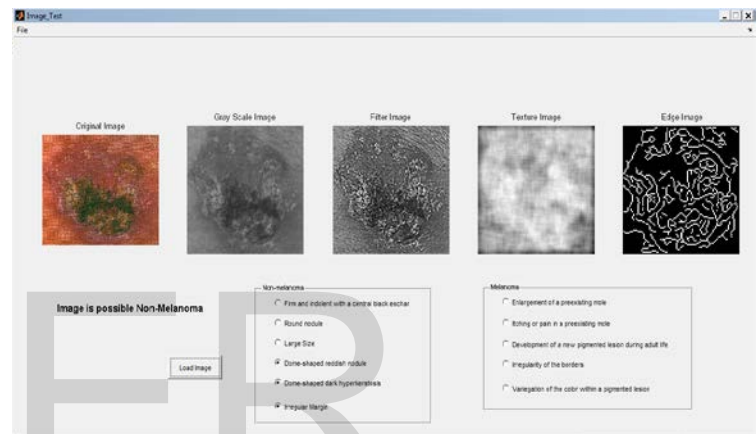 Image_Test
File
Original Image
Gray Scale Image
Filter Image
Texture Image
Edge Image
Image is possible Non-Melanoma
Load Image
Non-melanoma
Firm and indolent with a central black eschar
Round nodule
Large Size
Dome-shaped reddish nodule
Dome-shaped dark hyperkeratosis
Irregular Margin
Melanoma
Enlargement of a preexisting mole
Itching or pain in a preexisting mole
Development of a new pigmented lesion during adult life
Irregularity of the borders
Variegation of the color within a pigmented lesion
ER